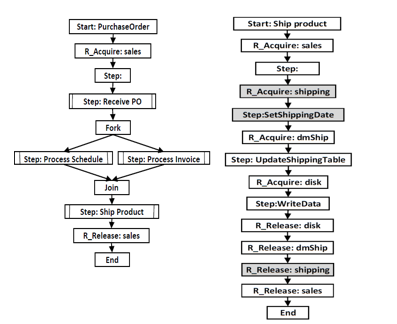 Start: PurchaseOrder
R_Acquire: sales
Step:
Step: Receive PO
Fork
Step: Process Schedule
Step: Process Invoice
Join
Step: Ship Product
R_Release: sales
End
Start: Ship product
R_Acquire: sales
Step:
R_Acquire: shipping
Step:SetShippingDate
R_Acquire: dmShip
Step: UpdateShippingTable
R_Acquire: disk
Step:WriteData
R_Release: disk
R_Release: dmShip
R_Release: shipping
R_Release: sales
End